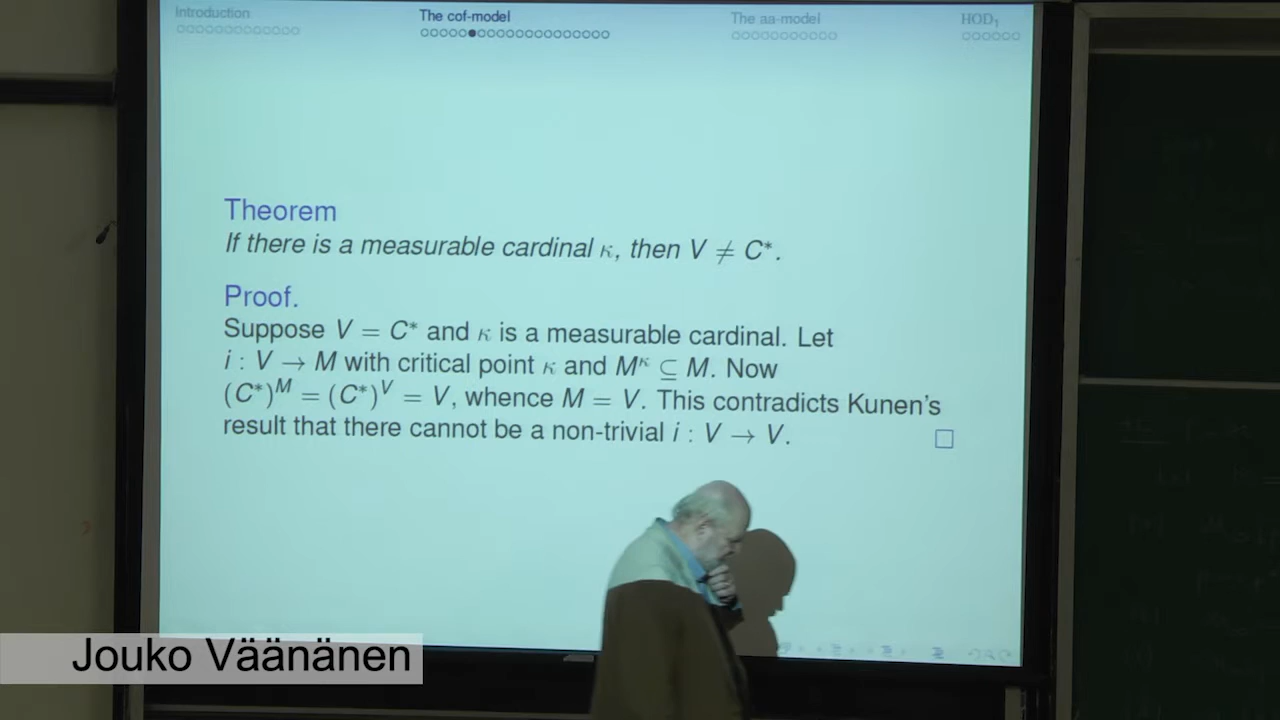 Introduction
The cof-model
The aa-model
HOD₁
Theorem
If there is a measurable cardinal κ, then V ≠ C*.
Proof.
Suppose V = C* and κ is a measurable cardinal. Let
i : V → M with critical point κ and Mᵏ ⊆ M. Now
(C*)ᴹ = (C*)ⱽ = V, whence M = V. This contradicts Kunen's
result that there cannot be a non-trivial i : V → V.
Jouko Väänänen